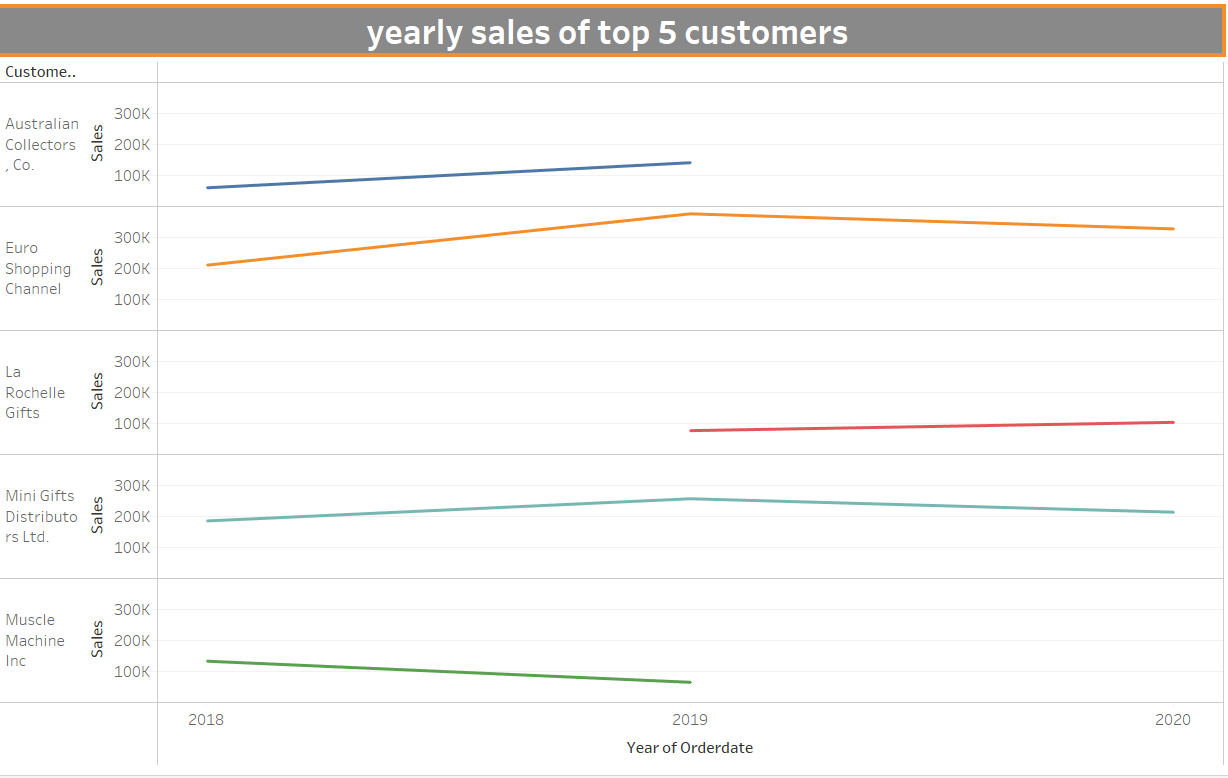 yearly sales of top 5 customers
Custome..
Australian
Collectors
, Co.
Sales
300K
200K
100K
Euro
Shopping
Channel
Sales
300K
200K
100K
La
Rochelle
Gifts
Sales
300K
200K
100K
Mini Gifts
Distributo
rs Ltd.
Sales
300K
200K
100K
Muscle
Machine
Inc
Sales
300K
200K
100K
2018 2019 2020
Year of Orderdate